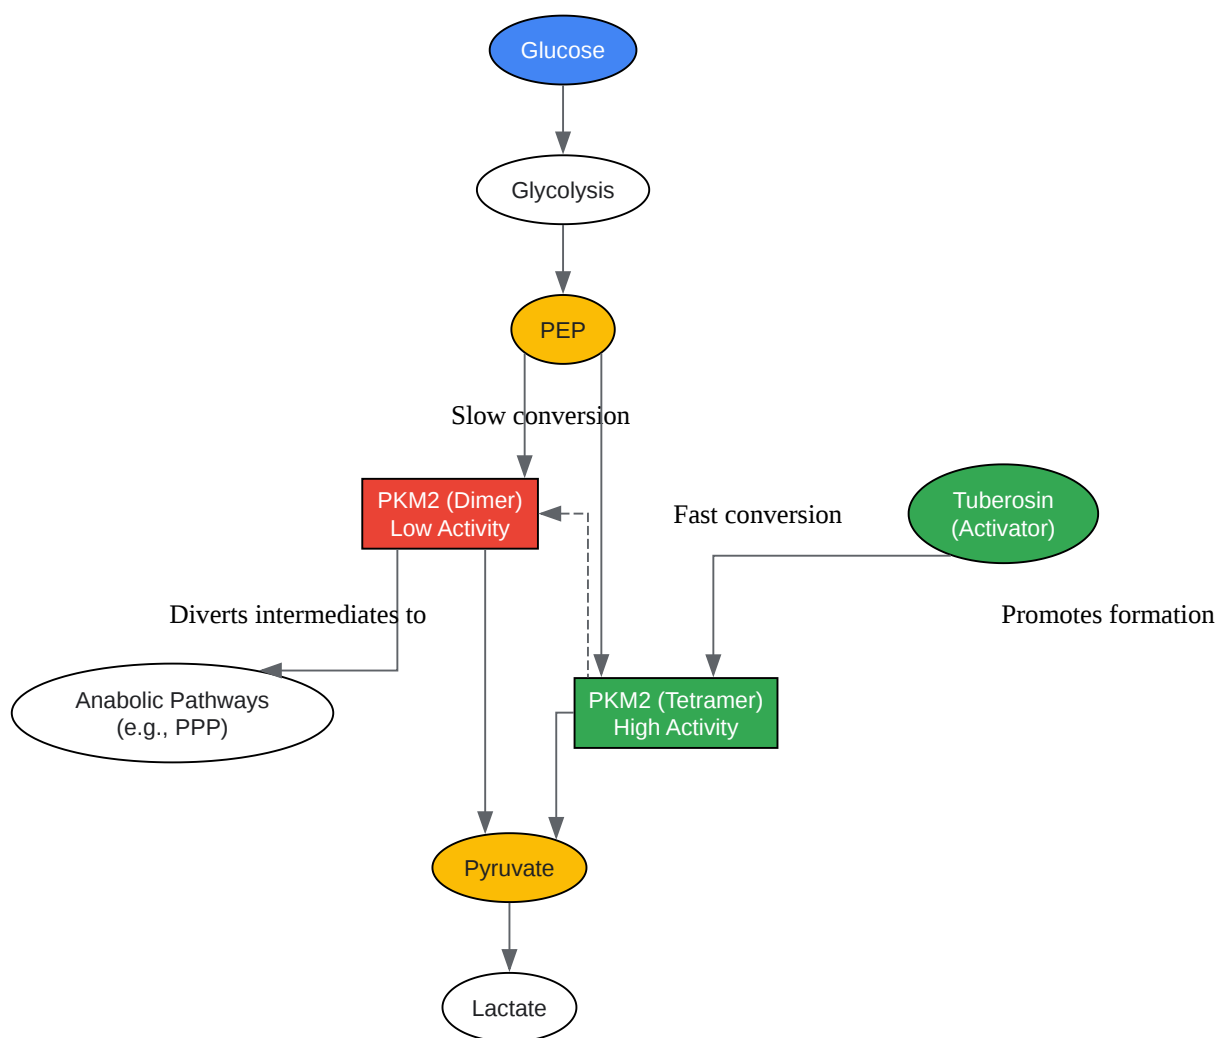 Glucose
Glycolysis
PEP
Slow conversion
PKM2 (Dimer)
Low Activity
Fast conversion
Tuberosin
(Activator)
Diverts intermediates to
Promotes formation
Anabolic Pathways
(e.g., PPP)
PKM2 (Tetramer)
High Activity
Pyruvate
Lactate